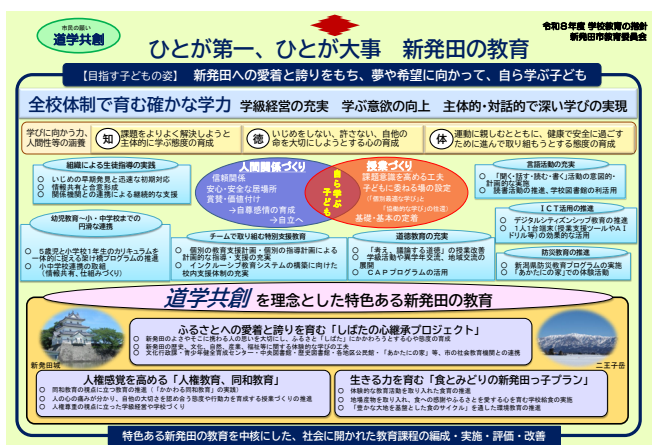 市民の願い
道学共創
令和8年度 学校教育の指針
新発田市教育委員会
ひとが第一、ひとが大事 新発田の教育
【目指す子どもの姿】 新発田への愛着と誇りをもち、夢や希望に向かって、自ら学ぶ子ども
全校体制で育む確かな学力 学級経営の充実 学ぶ意欲の向上 主体的・対話的で深い学びの実現
学びに向かう力、
人間性等の涵養
知 課題をよりよく解決しようと
主体的に学ぶ態度の育成
徳 いじめをしない、許さない、自他の
命を大切にしようとする心の育成
体 運動に親しむとともに、健康で安全に過ごす
ために進んで取り組もうとする態度の育成
組織による生徒指導の実践
○ いじめの早期発見と迅速な初期対応
○ 情報共有と合意形成
○ 関係機関との連携による継続的な支援
人間関係づくり
信頼関係
安心・安全な居場所
賞賛・価値付け
→自尊感情の育成
→自立へ
自ら学ぶ
子ども
授業づくり
課題意識を高める工夫
子どもに委ねる場の設定
「個別最適な学び」と
「協働的な学び」の往還
基礎・基本の定着
言語活動の充実
○ 「聞く・話す・読む・書く」活動の意図的・
計画的な実施
○ 読書活動の推進、学校図書館の利活用
幼児教育～小・中学校までの
円滑な連携
○ 5歳児と小学校1年生のカリキュラムを
一体的に捉える架け橋プログラムの推進
○ 小中学校連携の取組
(情報共有、仕組みづくり)
チームで取り組む特別支援教育
○ 個別の教育支援計画・個別の指導計画による
計画的な指導・支援の充実
○ インクルーシブ教育システムの構築に向けた
校内支援体制の充実
道徳教育の充実
○ 「考え、議論する道徳」の授業改善
○ 学級活動や異学年交流、地域交流の
展開
○ CAPプログラムの活用
ICT活用の推進
○ デジタルシティズンシップ教育の推進
○ 1人1台端末(授業支援ツールやAI
ドリル等)の効果的な活用
防災教育の推進
○ 新潟県防災教育プログラムの実施
○ 「あかたにの家」での体験活動
道学共創 を理念とした特色ある新発田の教育
ふるさとへの愛着と誇りを育む「しばたの心継承プロジェクト」
○ 新発田のよさやそこに携わる人の思いを大切にし、ふるさと「しばた」にかかわろうとする心や態度の育成
○ 新発田の歴史、文化、自然、産業、福祉等に関する体験的な学びの工夫
○ 文化行政課・青少年健全育成センター・中央図書館・歴史図書館・各地区公民館・「あかたにの家」等、市の社会教育機関との連携
新発田城
二王子岳
人権感覚を高める「人権教育、同和教育」
○ 同和教育の視点に立つ教育の推進(「かかわる同和教育」の実践)
○ 人の心の痛みが分かり、自他の大切さを認め合う態度や行動力を育成する授業づくりの推進
○ 人権尊重の視点に立った学級経営や学校づくり
生きる力を育む「食とみどりの新発田っ子プラン」
○ 体験的な教育活動を取り入れた食育の推進
○ 地場産物を取り入れ、食への感謝やふるさとを愛する心を育む学校給食の実施
○ 「豊かな大地を基盤とした食のサイクル」を通した環境教育の推進
特色ある新発田の教育を中核にした、社会に開かれた教育課程の編成・実施・評価・改善